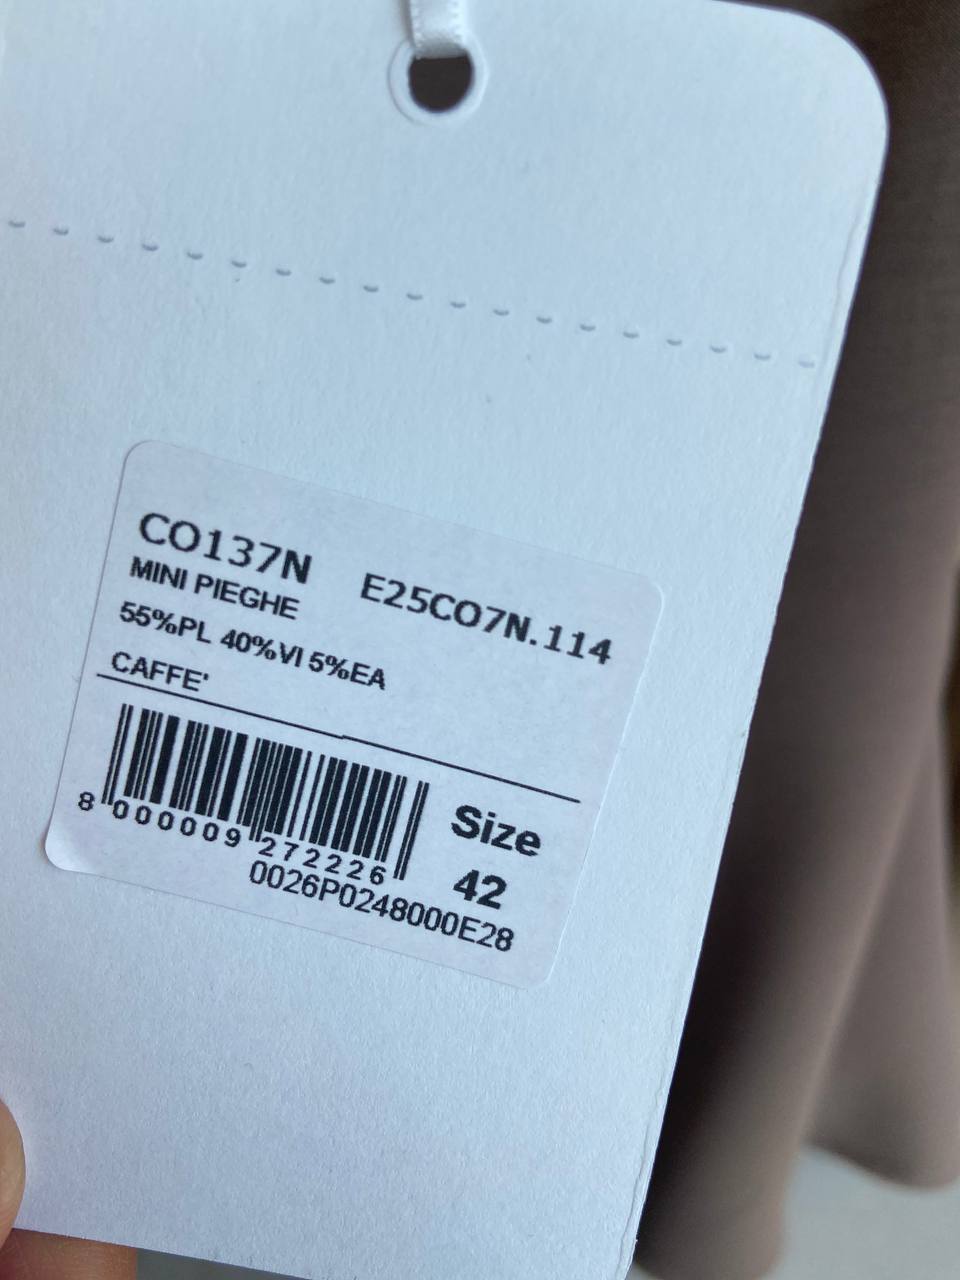 CO137N E25CO7N.114
MINI PIEGHE
55%PL 40%VI 5%EA
CAFFE'
8 000009 272226
Size
42
0026P0248000E28